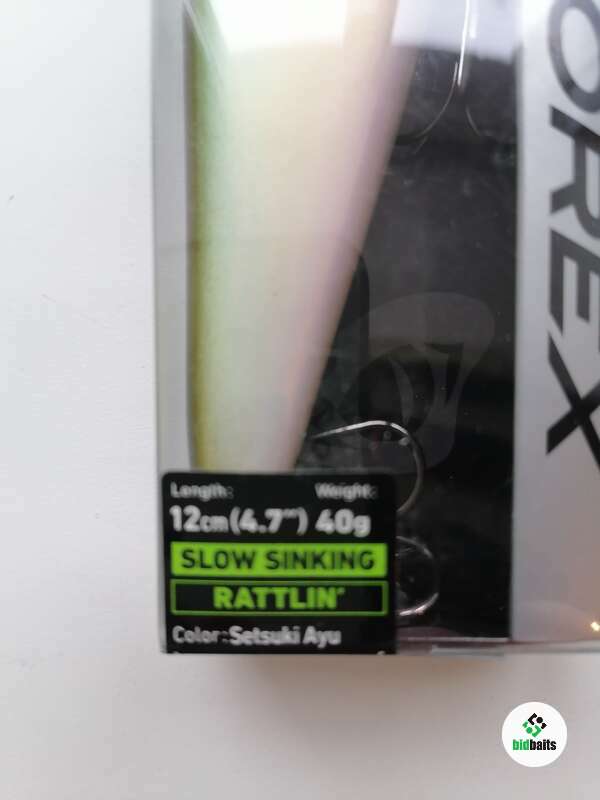 OREX
Length: Weight:
12cm(4.7") 40g
SLOW SINKING
RATTLIN'
Color:Setsuki Ayu
bidbaits